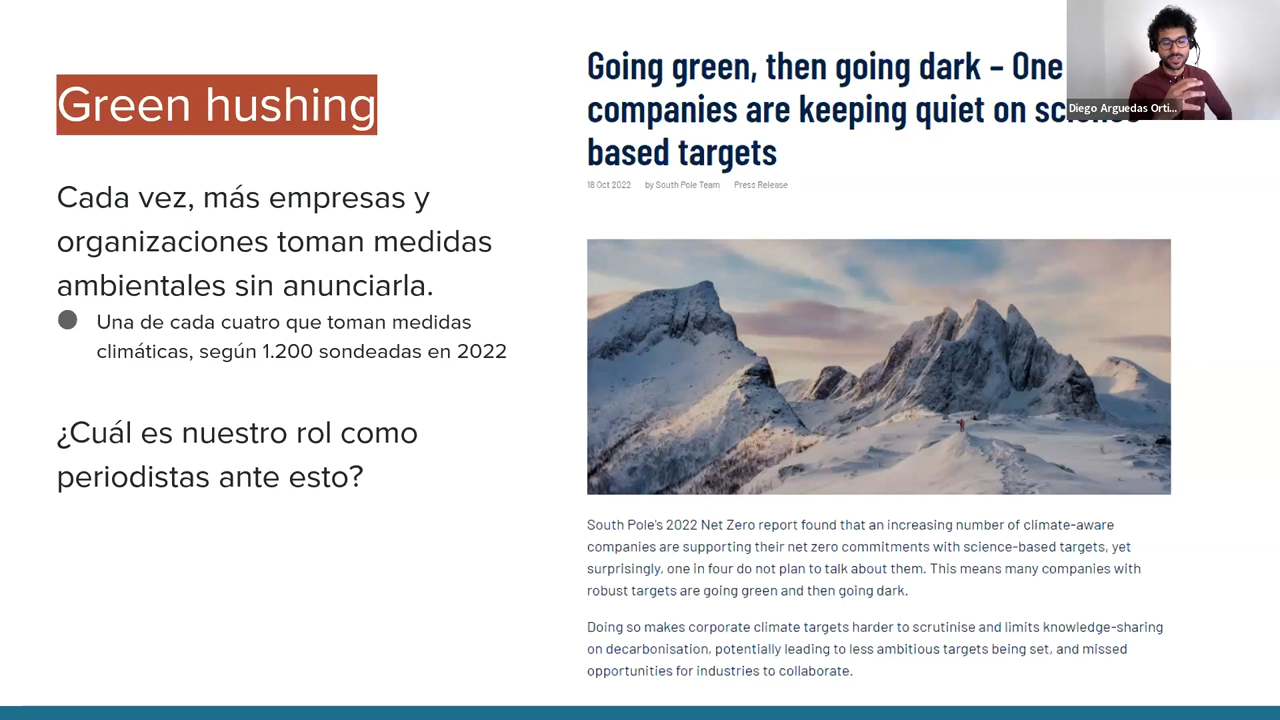 Green hushing
Cada vez, más empresas y
organizaciones toman medidas
ambientales sin anunciarla.
Una de cada cuatro que toman medidas
climáticas, según 1.200 sondeadas en 2022
¿Cuál es nuestro rol como
periodistas ante esto?
Going green, then going dark – One
companies are keeping quiet on
based targets
18 Oct 2022 by South Pole Team Press Release
South Pole's 2022 Net Zero report found that an increasing number of climate-aware
companies are supporting their net zero commitments with science-based targets, yet
surprisingly, one in four do not plan to talk about them. This means many companies with
robust targets are going green and then going dark.
Doing so makes corporate climate targets harder to scrutinise and limits knowledge-sharing
on decarbonisation, potentially leading to less ambitious targets being set, and missed
opportunities for industries to collaborate.
Diego Arguedas Orti...